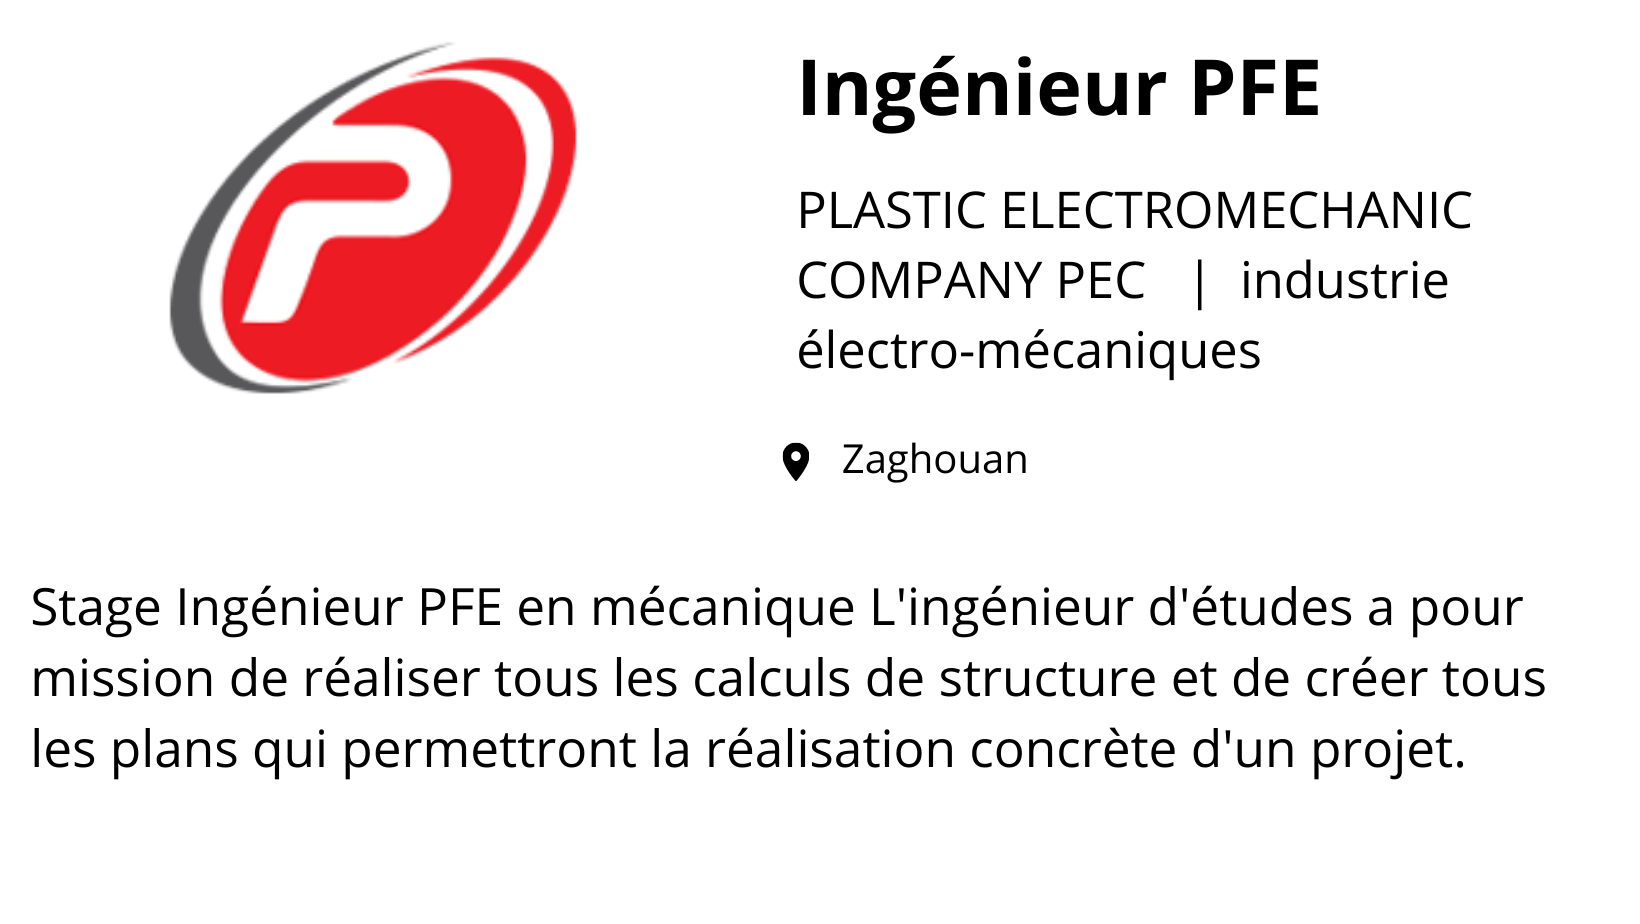 Ingénieur PFE
PLASTIC ELECTROMECHANIC
COMPANY PEC | industrie
électro-mécaniques
Zaghouan
Stage Ingénieur PFE en mécanique L'ingénieur d'études a pour
mission de réaliser tous les calculs de structure et de créer tous
les plans qui permettront la réalisation concrète d'un projet.